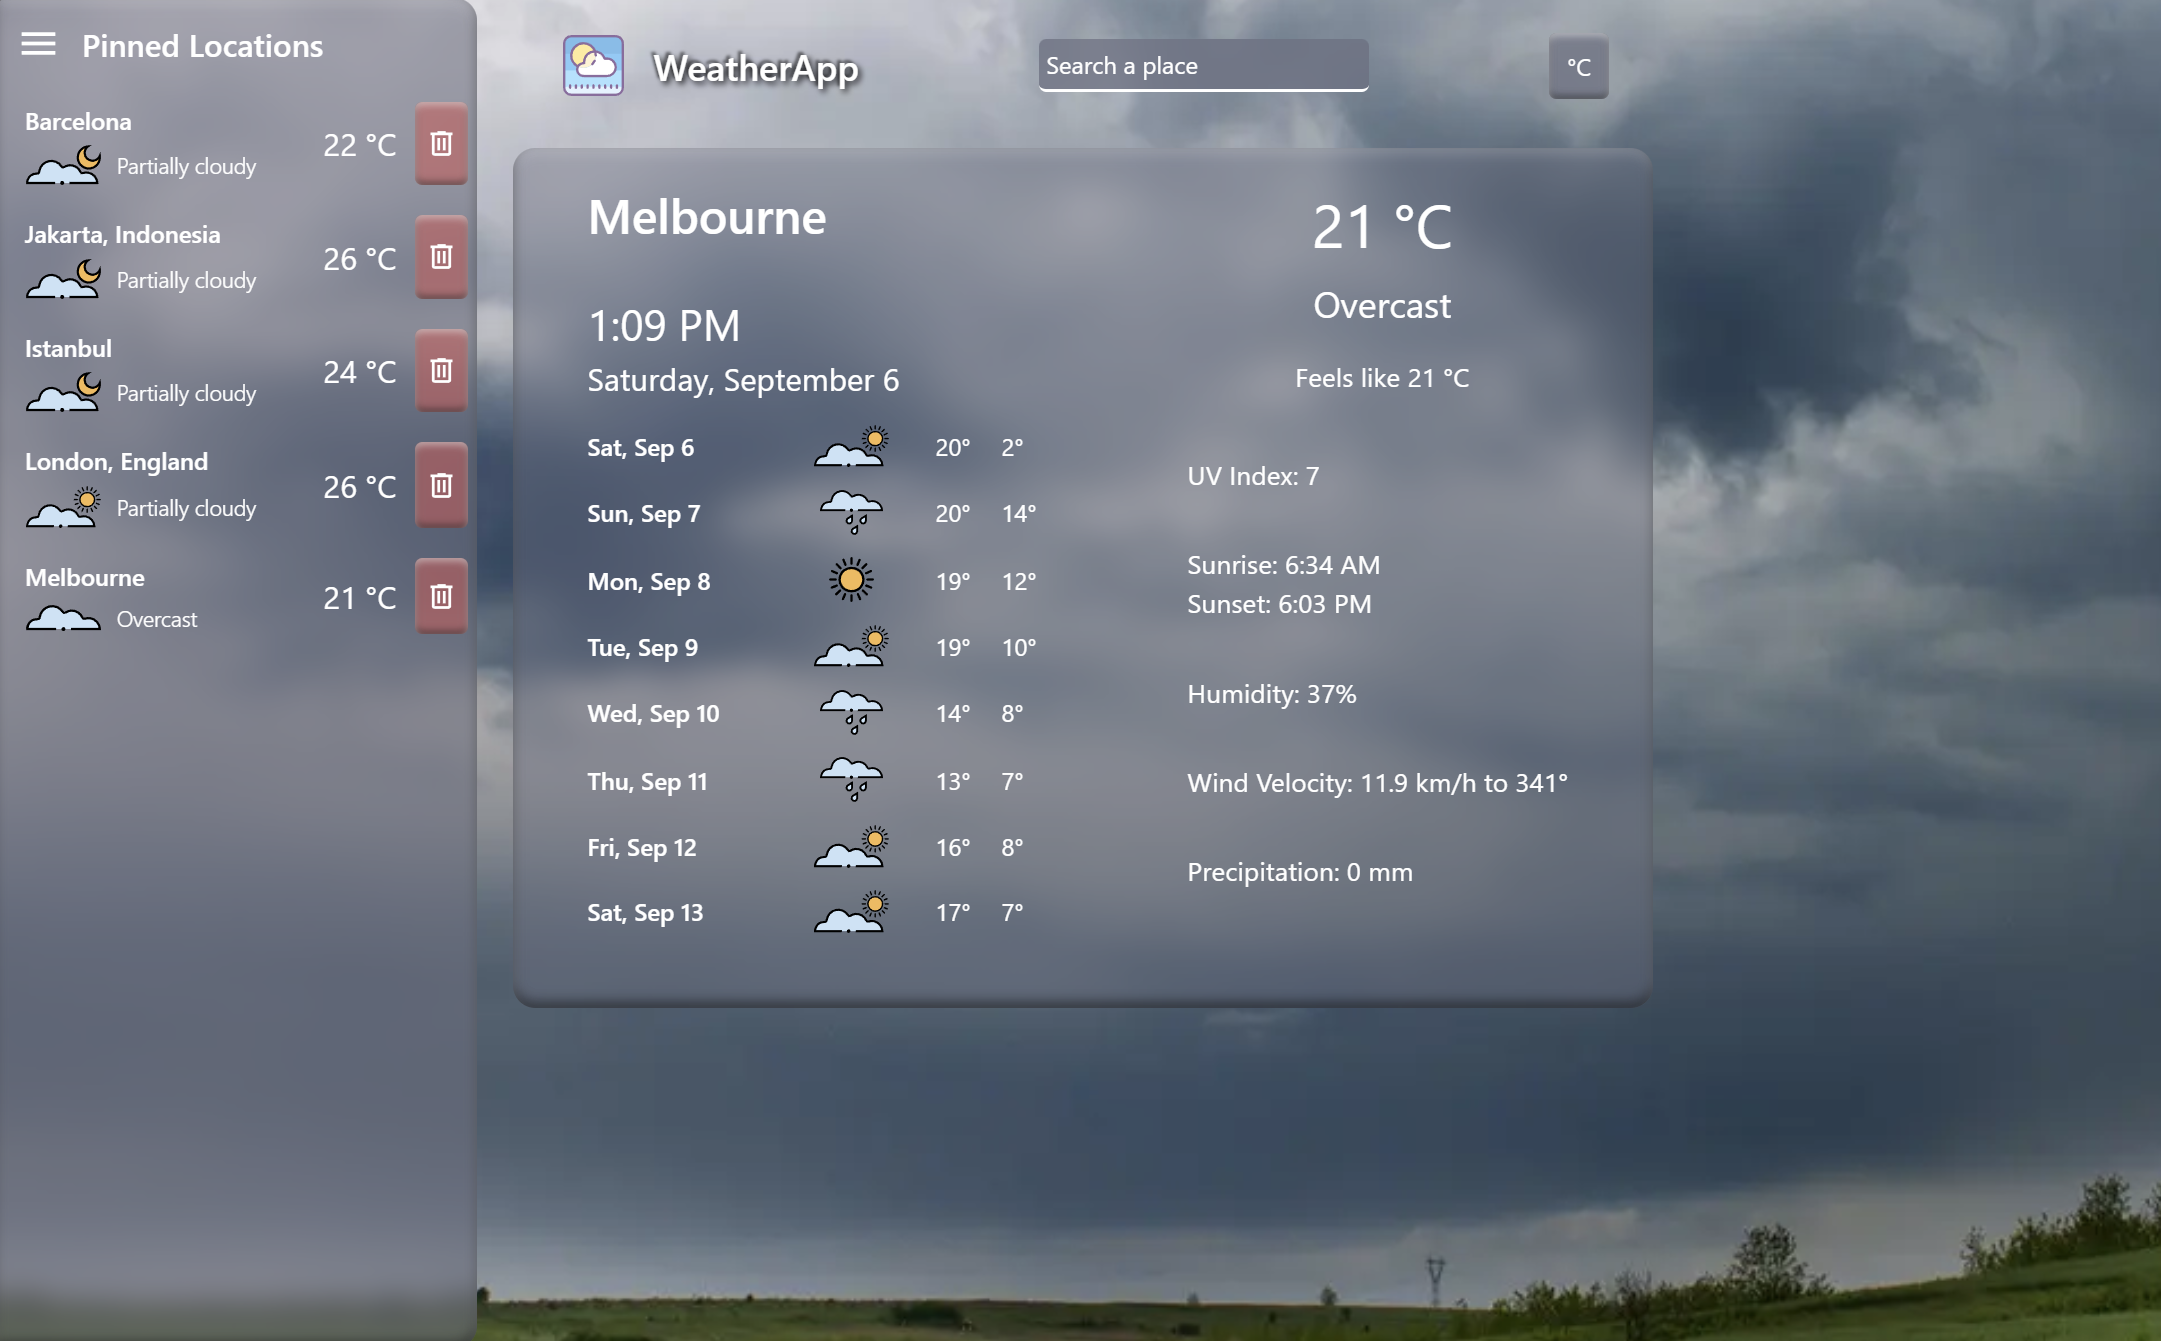 Pinned Locations
Barcelona
Partially cloudy
22 °C
Jakarta, Indonesia
Partially cloudy
26 °C
Istanbul
Partially cloudy
24 °C
London, England
Partially cloudy
26 °C
Melbourne
Overcast
21 °C
WeatherApp
Search a place
°C
Melbourne
1:09 PM
Saturday, September 6
Sat, Sep 6 20° 2°
Sun, Sep 7 20° 14°
Mon, Sep 8 19° 12°
Tue, Sep 9 19° 10°
Wed, Sep 10 14° 8°
Thu, Sep 11 13° 7°
Fri, Sep 12 16° 8°
Sat, Sep 13 17° 7°
21 °C
Overcast
Feels like 21 °C
UV Index: 7
Sunrise: 6:34 AM
Sunset: 6:03 PM
Humidity: 37%
Wind Velocity: 11.9 km/h to 341°
Precipitation: 0 mm